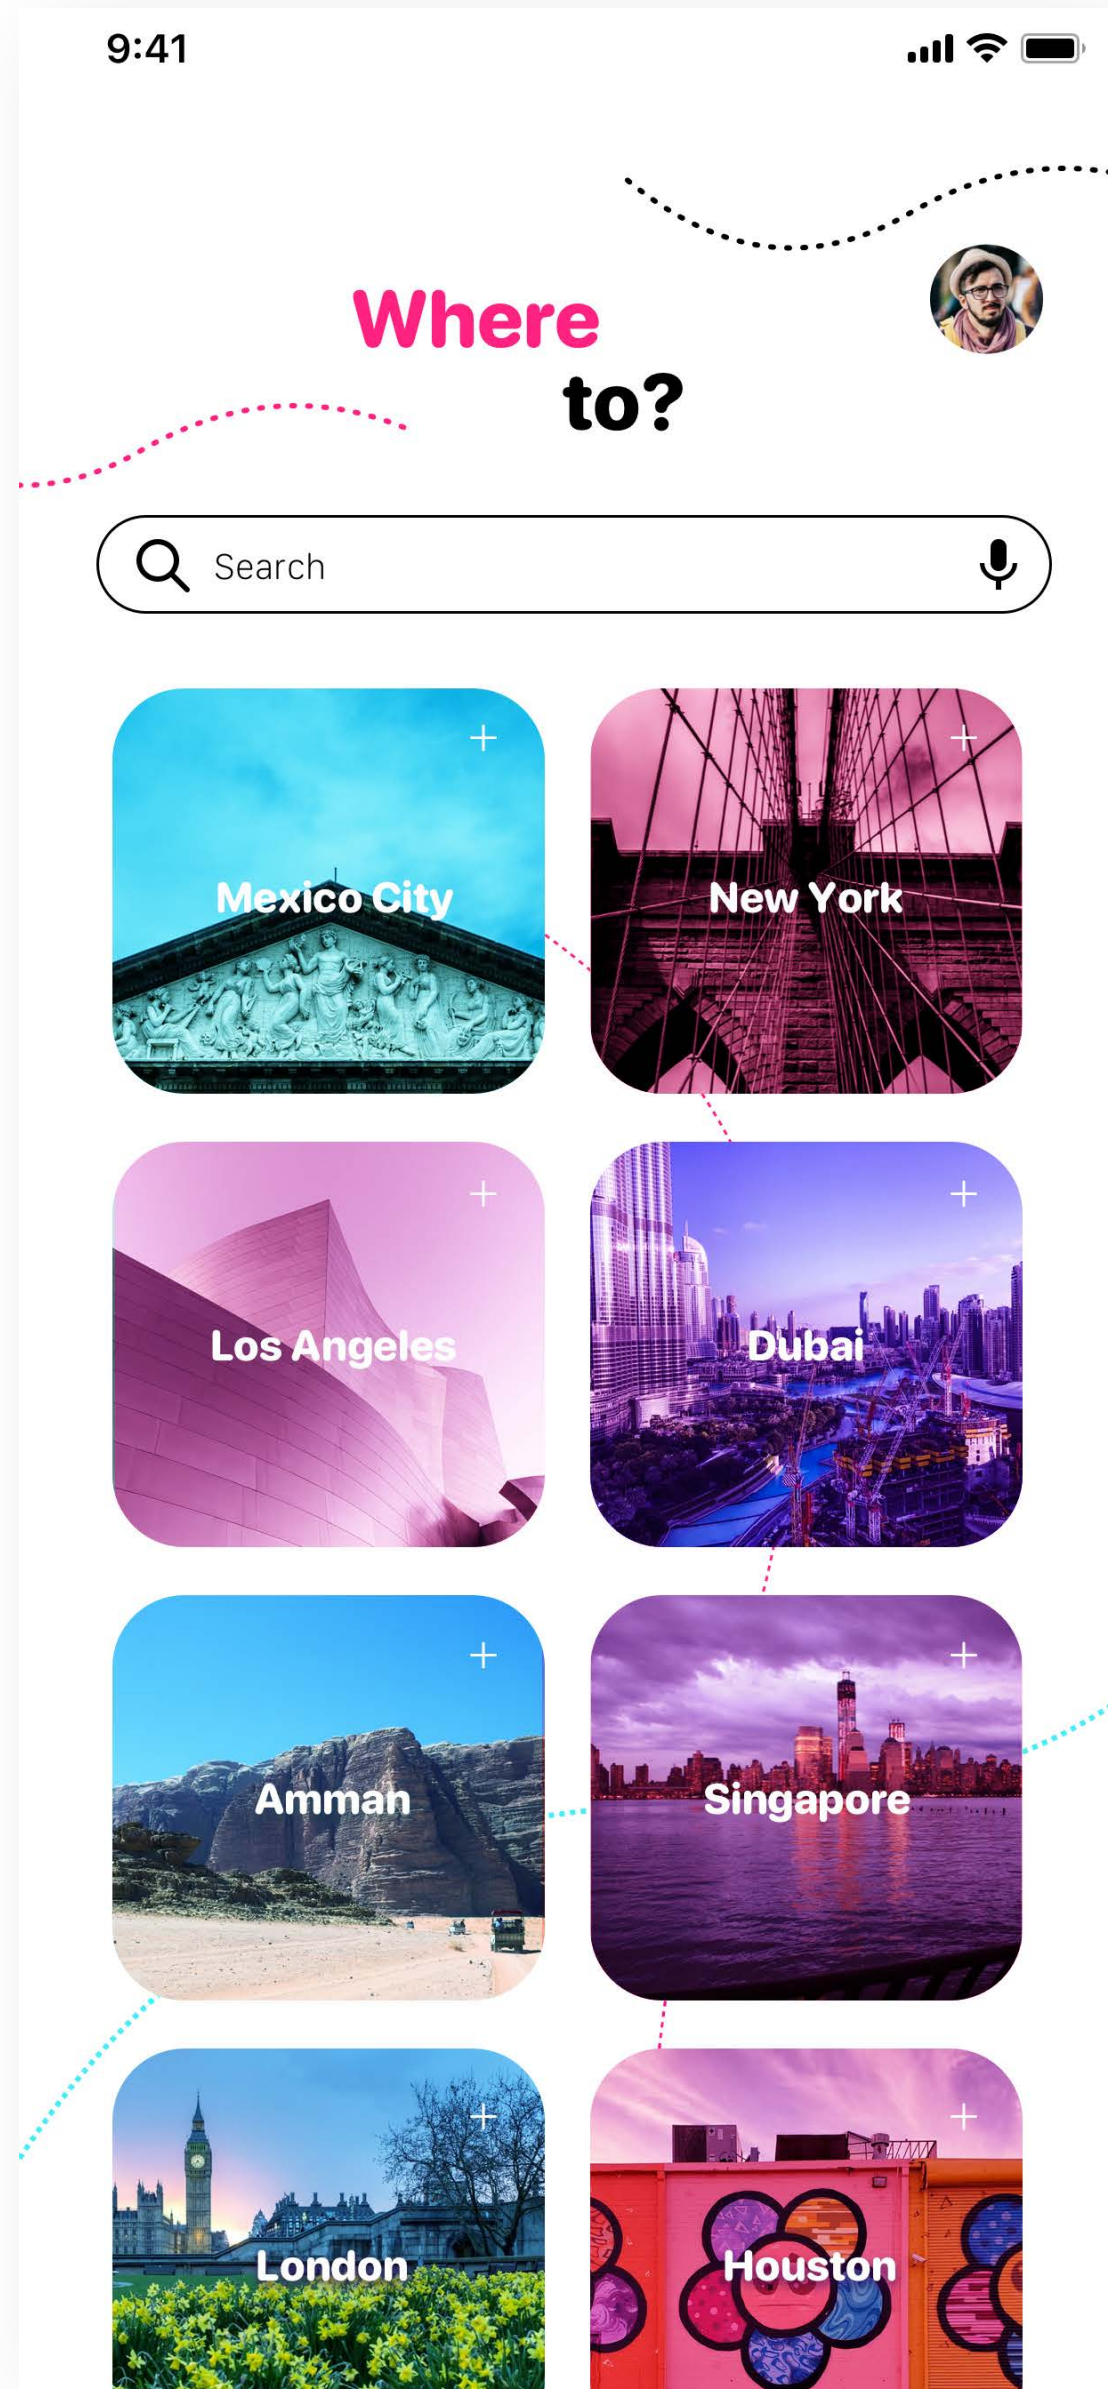 9:41
Where
to?
Search
Mexico City
New York
Los Angeles
Dubai
Amman
Singapore
London
Houston